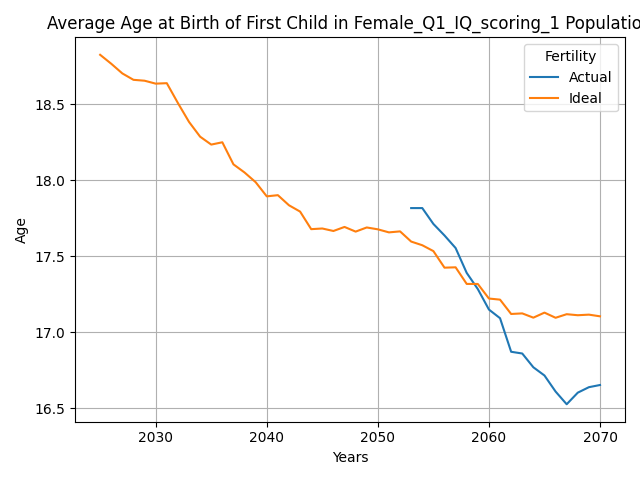 Average Age at Birth of First Child in Female_Q1_IQ_scoring_1 Populatio
Fertility
Actual
Ideal
18.5
18.0
17.5
17.0
16.5
Age
2030 2040 2050 2060 2070
Years